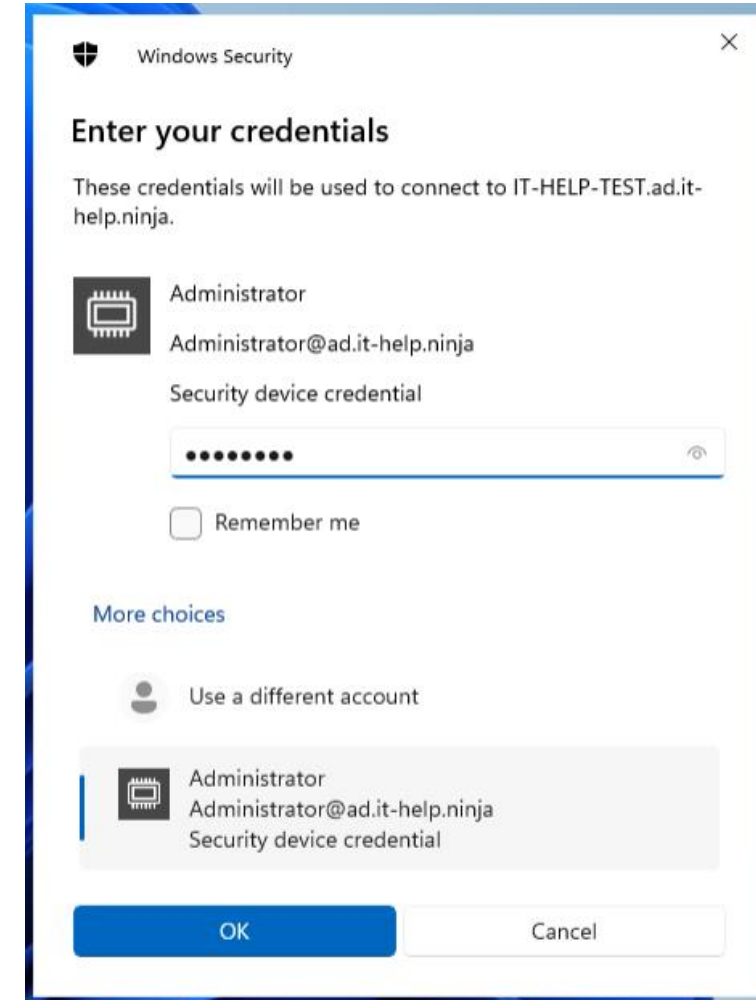 Windows Security
Enter your credentials
These credentials will be used to connect to IT-HELP-TEST.ad.it-
help.ninja.
Administrator
Administrator@ad.it-help.ninja
Security device credential
••••••••
Remember me
More choices
Use a different account
Administrator
Administrator@ad.it-help.ninja
Security device credential
OK
Cancel